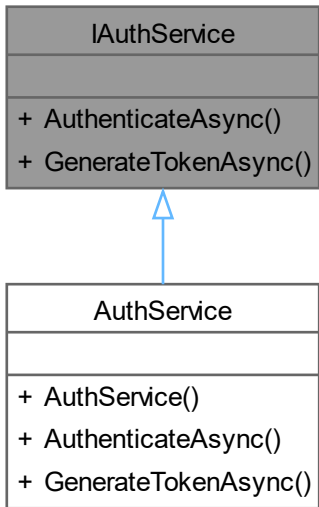 IAuthService
+ AuthenticateAsync()
+ GenerateTokenAsync()
AuthService
+ AuthService()
+ AuthenticateAsync()
+ GenerateTokenAsync()